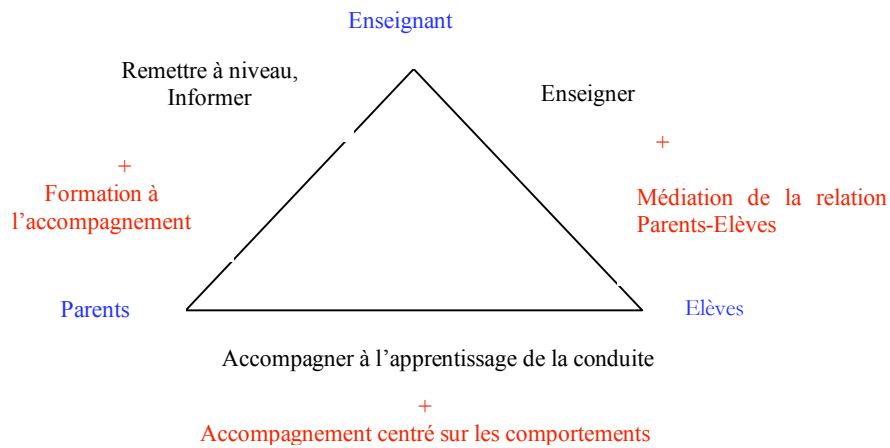 Enseignant
Remettre à niveau,
Informer
Enseigner
+
Formation à
l’accompagnement
+
Médiation de la relation
Parents-Elèves
Parents
Elèves
Accompagner à l’apprentissage de la conduite
+
Accompagnement centré sur les comportements